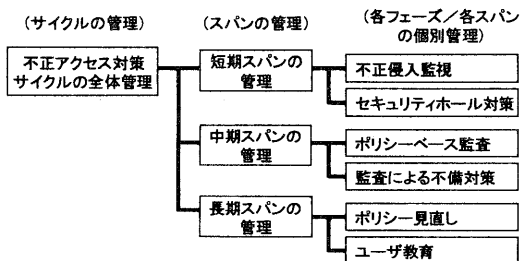 (サイクルの管理)
(スパンの管理)
(各フェーズ/各スパン
の個別管理)
不正アクセス対策
サイクルの全体管理
短期スパンの
管理
不正侵入監視
セキュリティホール対策
中期スパンの
管理
ポリシーベース監査
監査による不備対策
長期スパンの
管理
ポリシー見直し
ユーザ教育